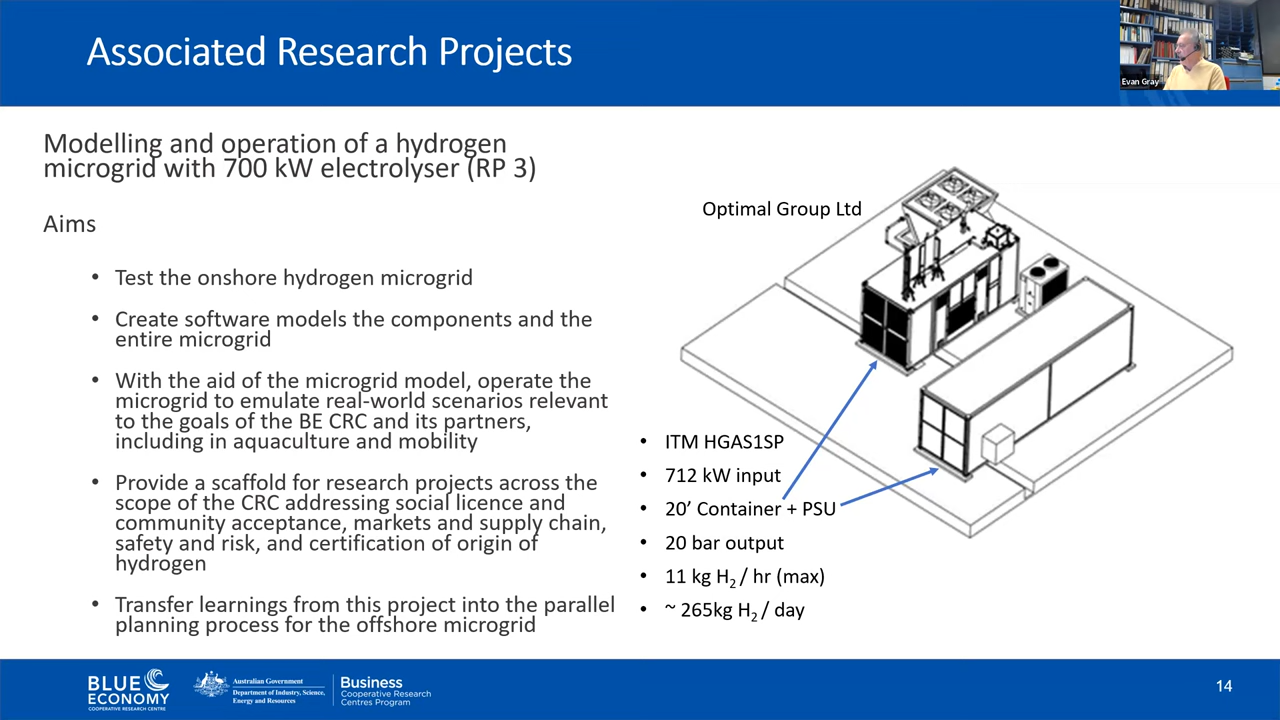 Associated Research Projects
Evan Gray
Modelling and operation of a hydrogen
microgrid with 700 kW electrolyser (RP 3)
Aims
• Test the onshore hydrogen microgrid
• Create software models the components and the
entire microgrid
• With the aid of the microgrid model, operate the
microgrid to emulate real-world scenarios relevant
to the goals of the BE CRC and its partners,
including in aquaculture and mobility
• Provide a scaffold for research projects across the
scope of the CRC addressing social licence and
community acceptance, markets and supply chain,
safety and risk, and certification of origin of
hydrogen
• Transfer learnings from this project into the parallel
planning process for the offshore microgrid
Optimal Group Ltd
• ITM HGAS1SP
• 712 kW input
• 20’ Container + PSU
• 20 bar output
• 11 kg H2 / hr (max)
• ~ 265kg H2 / day
BLUE
ECONOMY
COOPERATIVE RESEARCH CENTRE
Australian Government
Department of Industry, Science,
Energy and Resources
Business
Cooperative Research
Centres Program
14